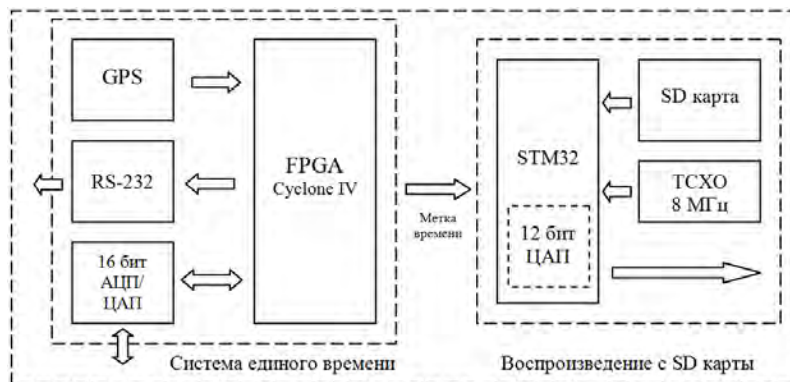 GPS
RS-232
16 бит
АЦП/
ЦАП
FPGA
Cyclone IV
Метка
времени
STM32
12 бит
ЦАП
SD карта
TCXO
8 МГц
Система единого времени
Воспроизведение с SD карты